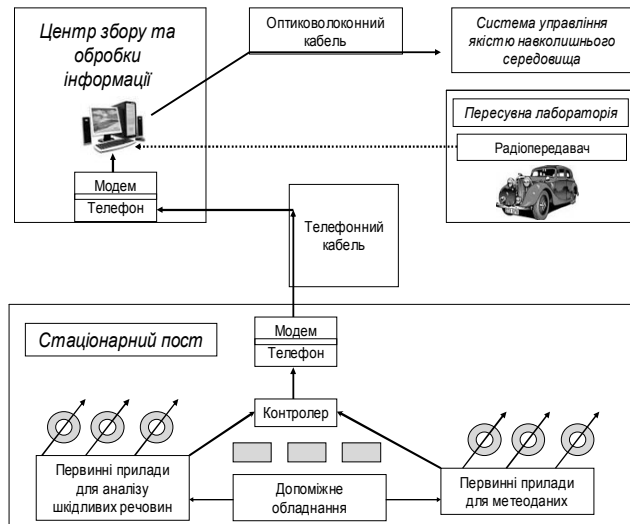 Центр збору та
обробки
інформації
Оптиковолоконний
кабель
Система управління
якістю навколишнього
середовища
Пересувна лабораторія
Радіопередавач
Модем
Телефон
Телефонний
кабель
Стаціонарний пост
Модем
Телефон
Контролер
Первинні прилади
для аналізу
шкідливих речовин
Допоміжне
обладнання
Первинні прилади
для метеоданих